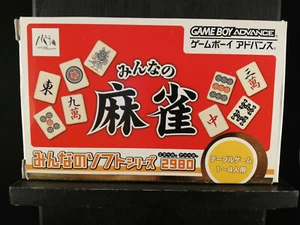 GAME BOY ADVANCE
ゲームボーイ アドバンス
みんなの
麻雀
東
九萬
三萬
中
みんなのソフトシリーズ
2980
テーブルゲーム
1~4人用